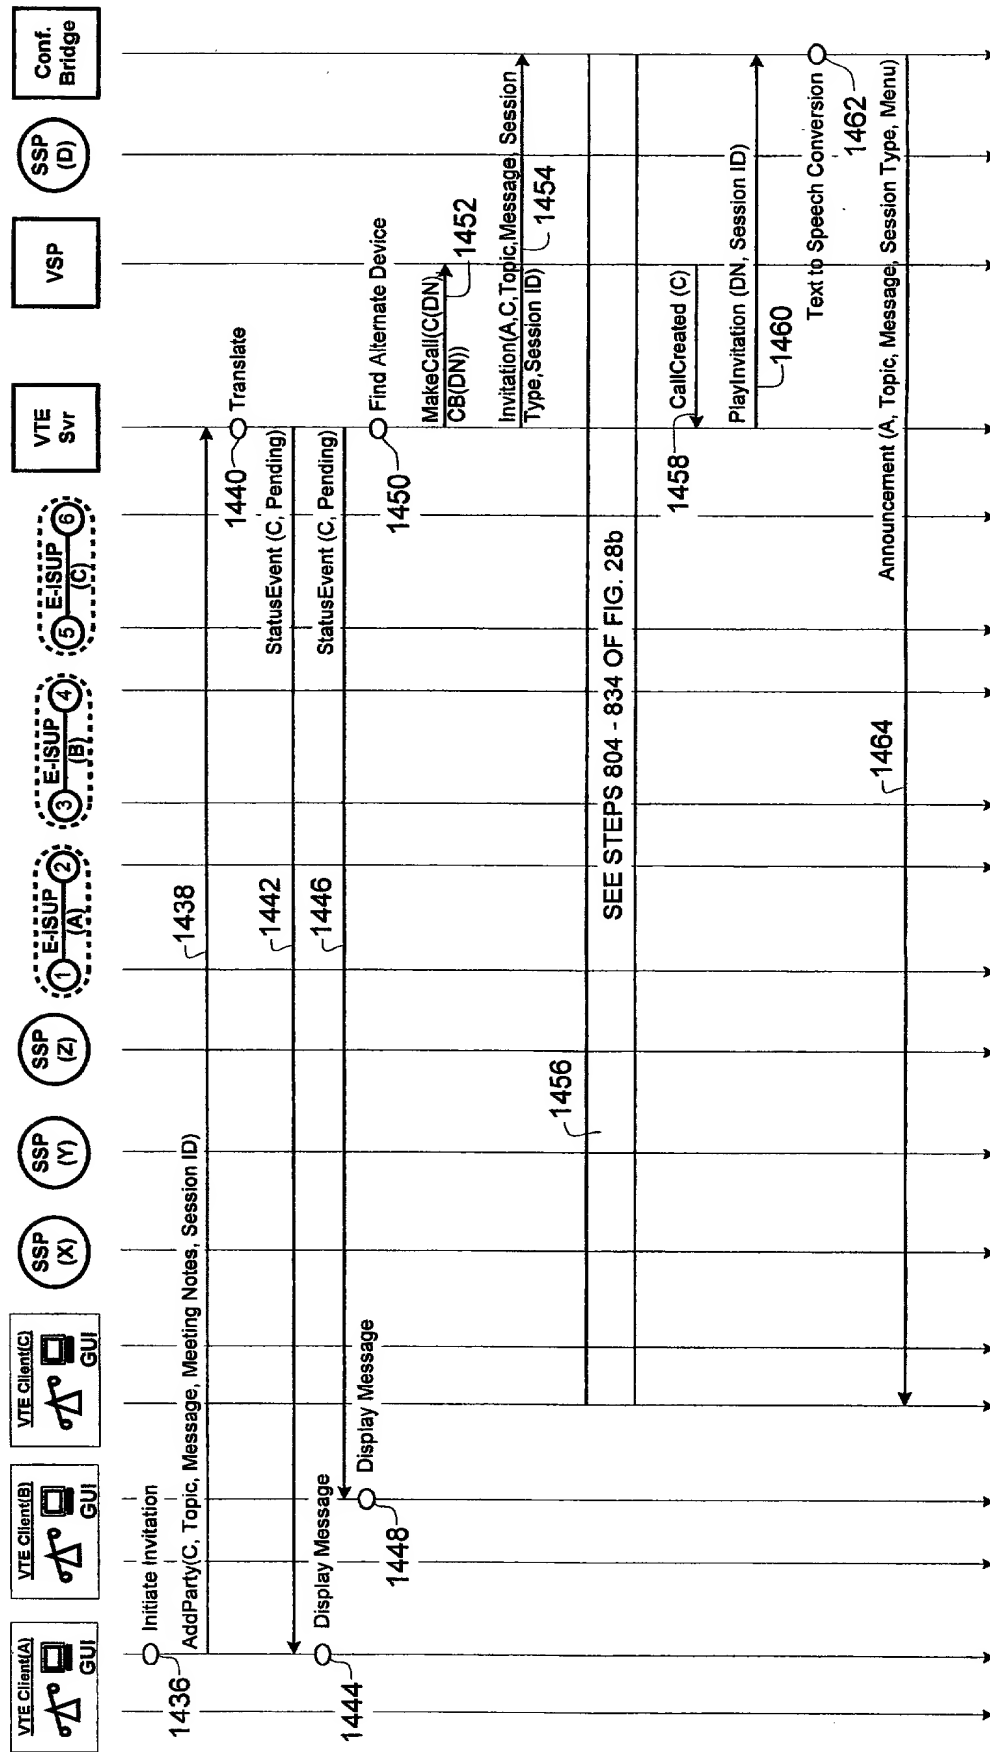 VTE Client(A)
GUI
VTE Client(B)
GUI
VTE Client(C)
GUI
SSP
(X)
SSP
(Y)
SSP
(Z)
1
E-ISUP
(A)
2
3
E-ISUP
(B)
4
5
E-ISUP
(C)
6
VTE
Svr
VSP
SSP
(D)
Conf.
Bridge
Initiate Invitation
1436
AddParty(C, Topic, Message, Meeting Notes, Session ID)
1438
Translate
1440
StatusEvent (C, Pending)
1442
Display Message
1444
StatusEvent (C, Pending)
1446
Display Message
1448
Find Alternate Device
1450
MakeCall(C(DN)
CB(DN))
1452
Invitation(A,C,Topic,Message, Session
Type,Session ID)
1454
SEE STEPS 804 - 834 OF FIG. 28b
1456
CallCreated (C)
1458
PlayInvitation (DN, Session ID)
1460
Text to Speech Conversion
1462
Announcement (A, Topic, Message, Session Type, Menu)
1464